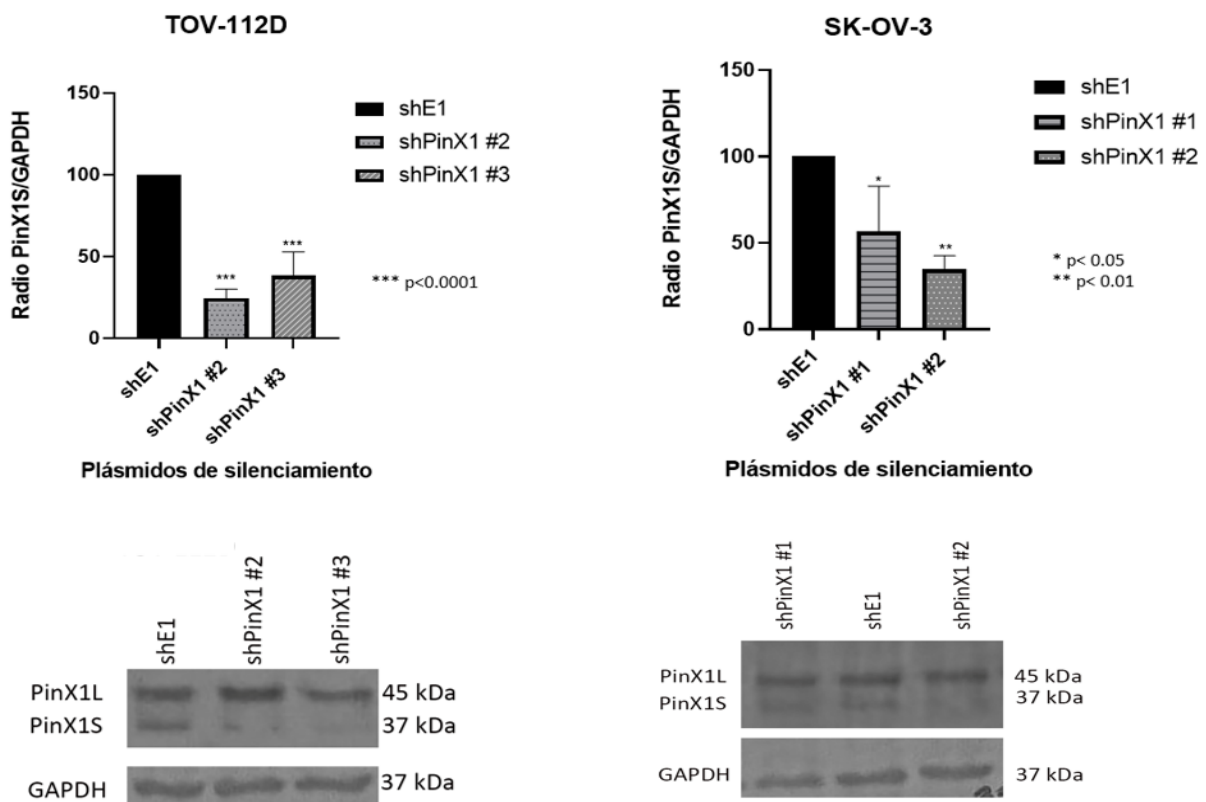 TOV-112D
150
100
50
0
Radio PinX1S/GAPDH
shE1
shPinX1 #2
shPinX1 #3
***
***
*** p<0.0001
shE1
shPinX1 #2
shPinX1 #3
Plásmidos de silenciamiento
shE1
shPinX1 #2
shPinX1 #3
PinX1L
45 kDa
PinX1S
37 kDa
GAPDH
37 kDa
SK-OV-3
150
100
50
0
Radio PinX1S/GAPDH
shE1
shPinX1 #1
shPinX1 #2
*
**
* p< 0.05
** p< 0.01
shE1
shPinX1 #1
shPinX1 #2
Plásmidos de silenciamiento
shPinX1 #1
shE1
shPinX1 #2
PinX1L
45 kDa
PinX1S
37 kDa
GAPDH
37 kDa